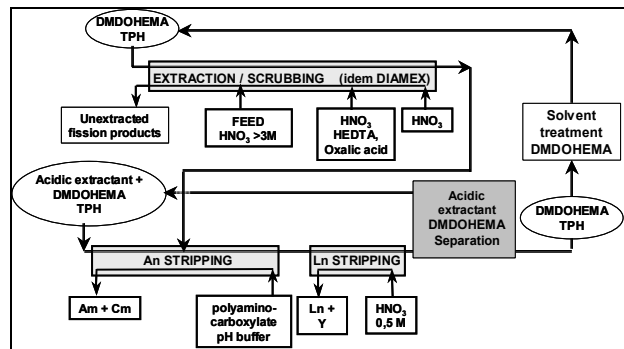 DMDOHEMA
TPH
EXTRACTION / SCRUBBING (idem DIAMEX)
Unextracted
fission products
FEED
HNO₃ >3M
HNO₃
HEDTA,
Oxalic acid
HNO₃
Solvent
treatment
DMDOHEMA
Acidic extractant +
DMDOHEMA
TPH
Acidic
extractant
DMDOHEMA
Separation
DMDOHEMA
TPH
An STRIPPING
Ln STRIPPING
Am + Cm
polyamino-
carboxylate
pH buffer
Ln +
Y
HNO₃
0,5 M